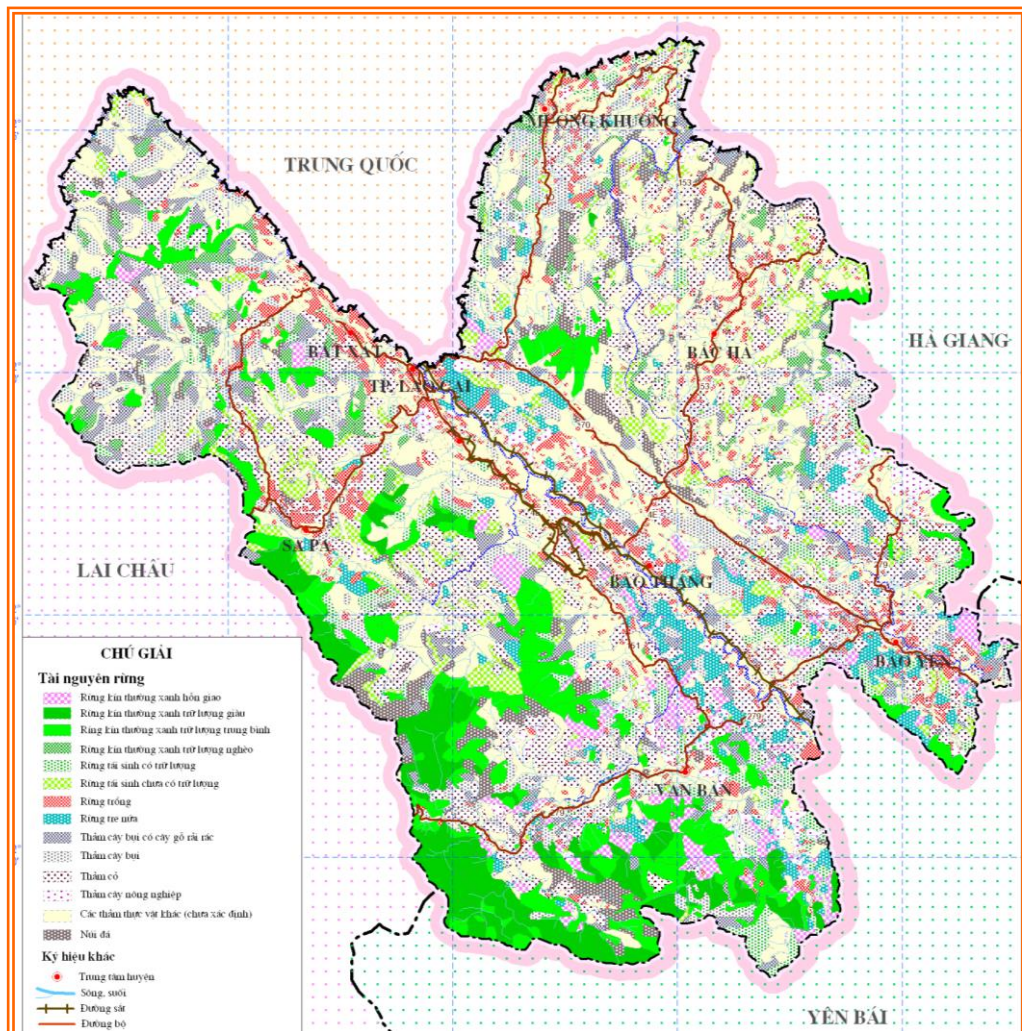 TRUNG QUỐC
MƯỜNG KHƯƠNG
153
HÀ GIANG
BÁT XÁT
BẮC HÀ
TP. LAO CAI
153
70
SA PA
LAI CHÂU
BẢO THẮNG
BẢO YÊN
279
VĂN BÀN
YÊN BÁI
CHÚ GIẢI
Tài nguyên rừng
Rừng kín thường xanh hỗn giao
Rừng kín thường xanh trữ lượng giàu
Rừng kín thường xanh trữ lượng trung bình
Rừng kín thường xanh trữ lượng nghèo
Rừng tái sinh có trữ lượng
Rừng tái sinh chưa có trữ lượng
Rừng trồng
Rừng tre nứa
Thảm cây bụi có cây gỗ rải rác
Thảm cây bụi
Thảm cỏ
Thảm cây nông nghiệp
Các thảm thực vật khác (chưa xác định)
Núi đá
Ký hiệu khác
Trung tâm huyện
Sông, suối
Đường sắt
Đường bộ